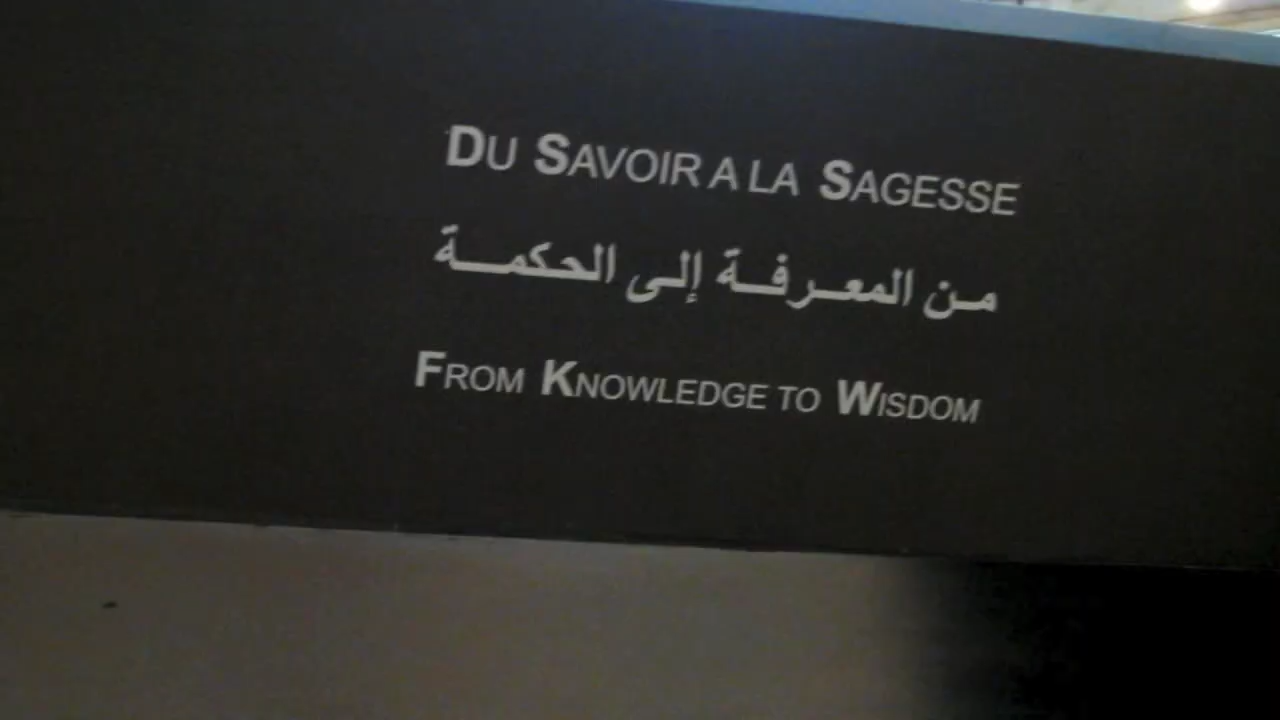 DU SAVOIR A LA SAGESSE
من المعرفة إلى الحكمة
FROM KNOWLEDGE TO WISDOM